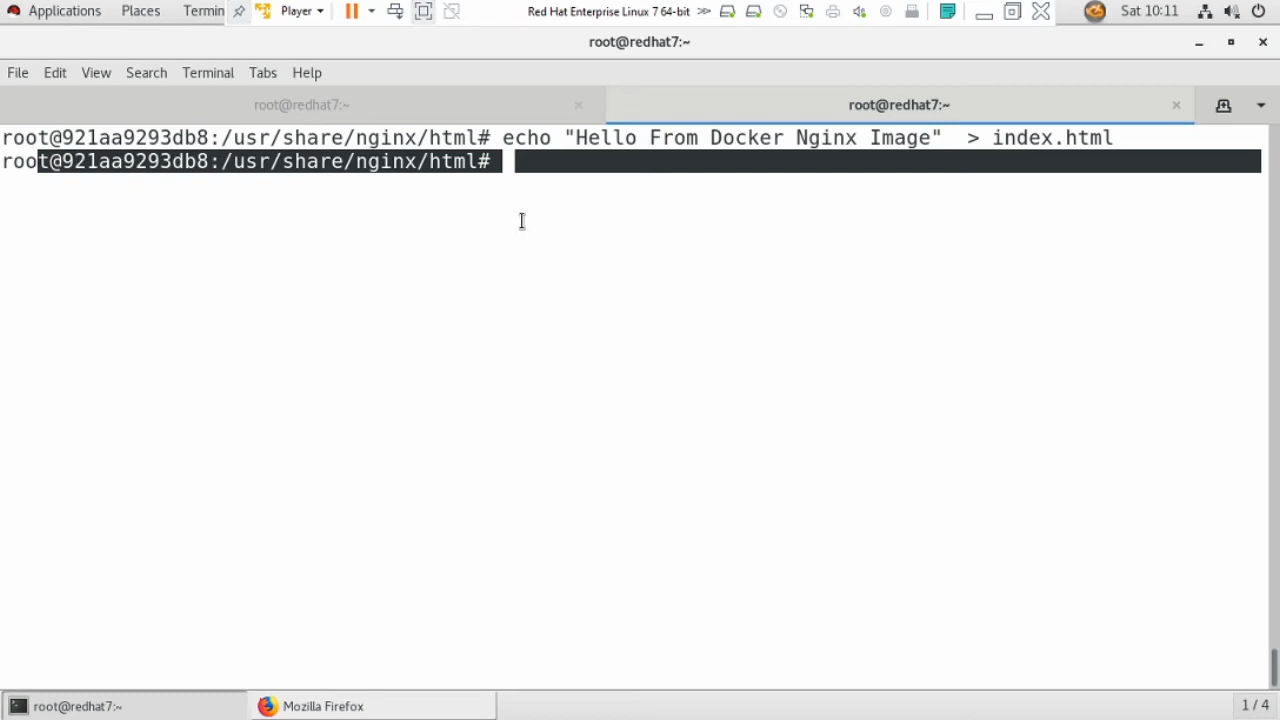 Applications Places Termin Player Red Hat Enterprise Linux 7 64-bit Sat 10:11
root@redhat7:~
File Edit View Search Terminal Tabs Help
root@redhat7:~ root@redhat7:~
root@921aa9293db8:/usr/share/nginx/html# echo "Hello From Docker Nginx Image"  > index.html
root@921aa9293db8:/usr/share/nginx/html#
root@redhat7:~ Mozilla Firefox 1 / 4